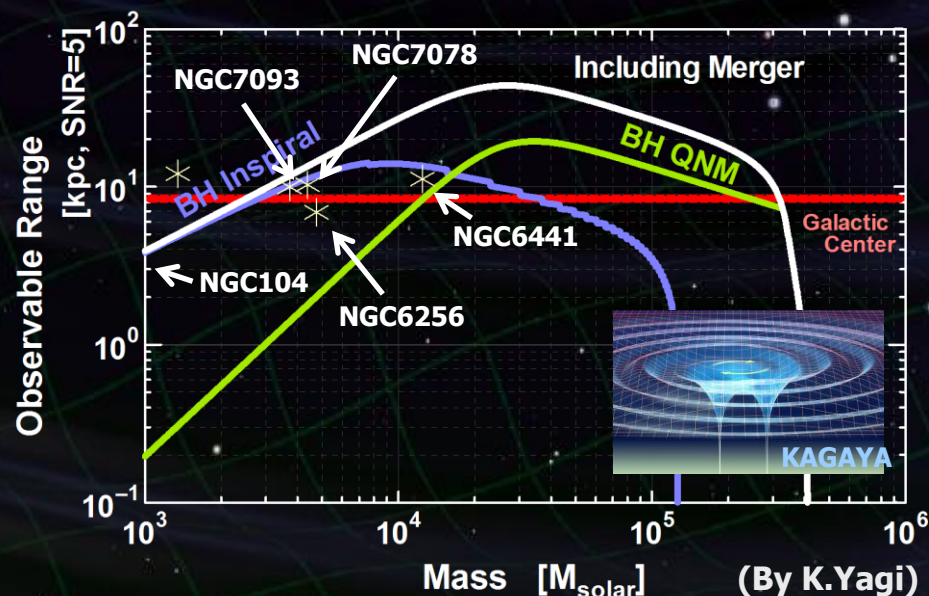 Observable Range
[kpc, SNR=5]
10²
10¹
10⁰
10⁻¹
NGC7093
NGC7078
Including Merger
BH Inspiral
BH QNM
NGC6441
Galactic
Center
NGC104
NGC6256
KAGAYA
10³
10⁴
10⁵
10⁶
Mass [M_solar]
(By K.Yagi)